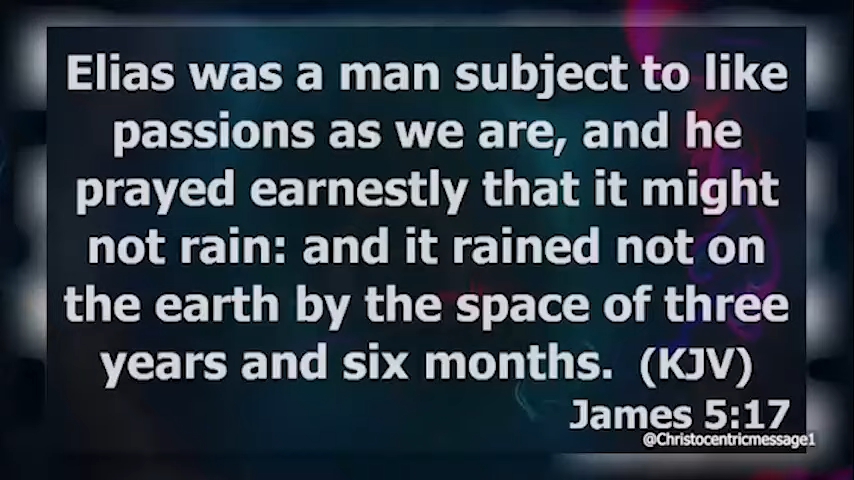 Elias was a man subject to like
passions as we are, and he
prayed earnestly that it might
not rain: and it rained not on
the earth by the space of three
years and six months. (KJV)
James 5:17
@Christocentricmessage1